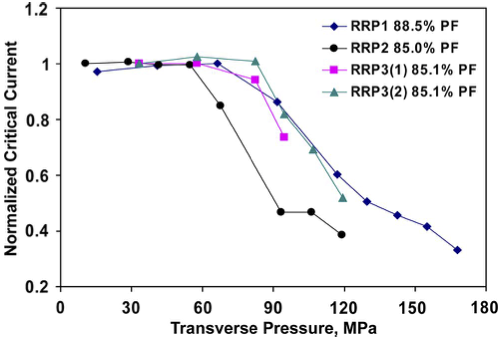 1.2
1
0.8
0.6
0.4
0.2
Normalized Critical Current
RRP1 88.5% PF
RRP2 85.0% PF
RRP3(1) 85.1% PF
RRP3(2) 85.1% PF
0 30 60 90 120 150 180
Transverse Pressure, MPa